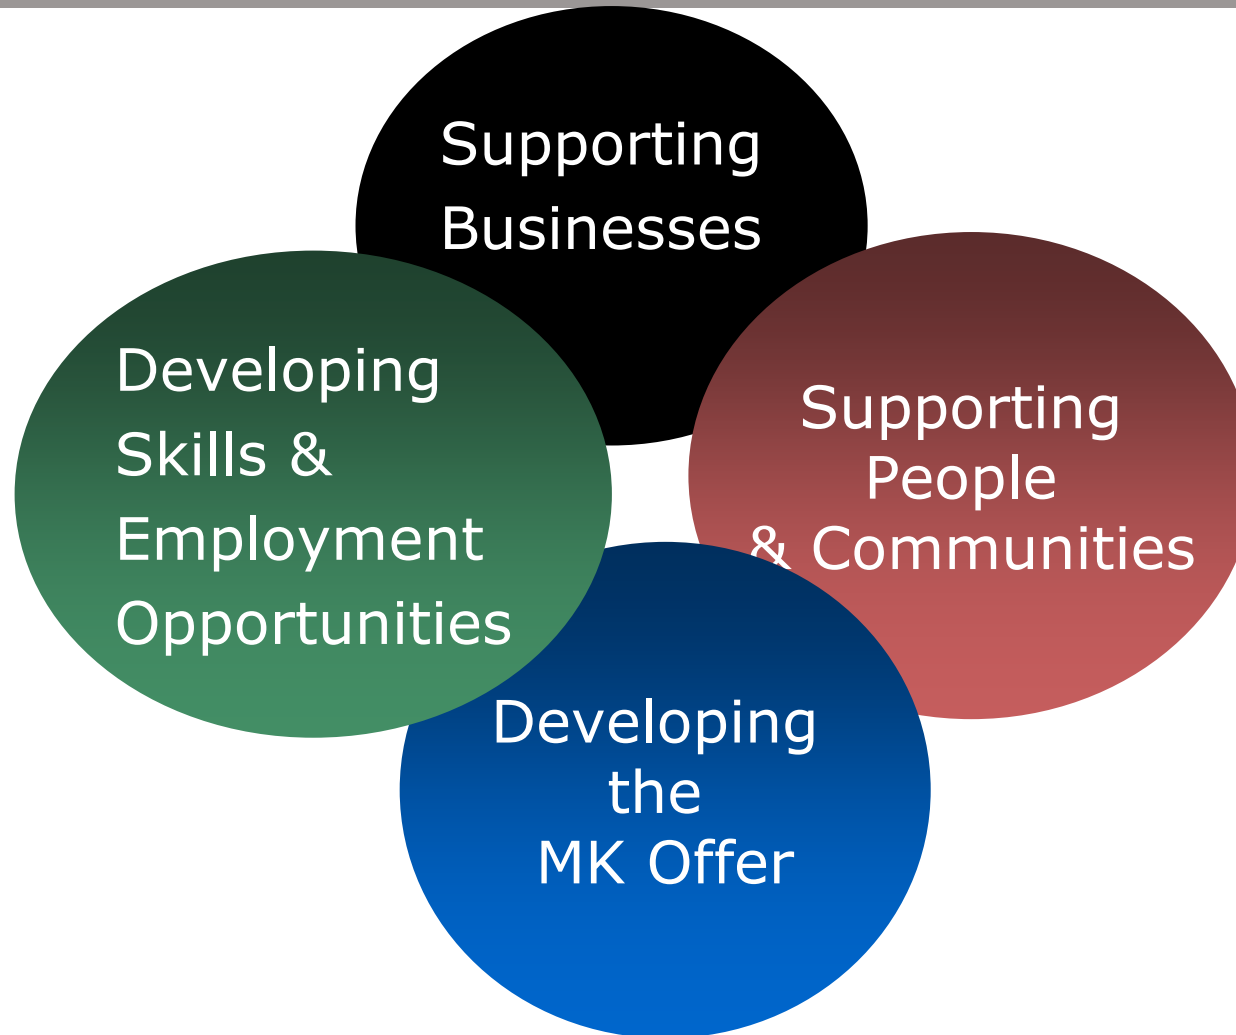 Supporting
Businesses
Developing
Skills &
Employment
Opportunities
Supporting
People
& Communities
Developing
the
MK Offer